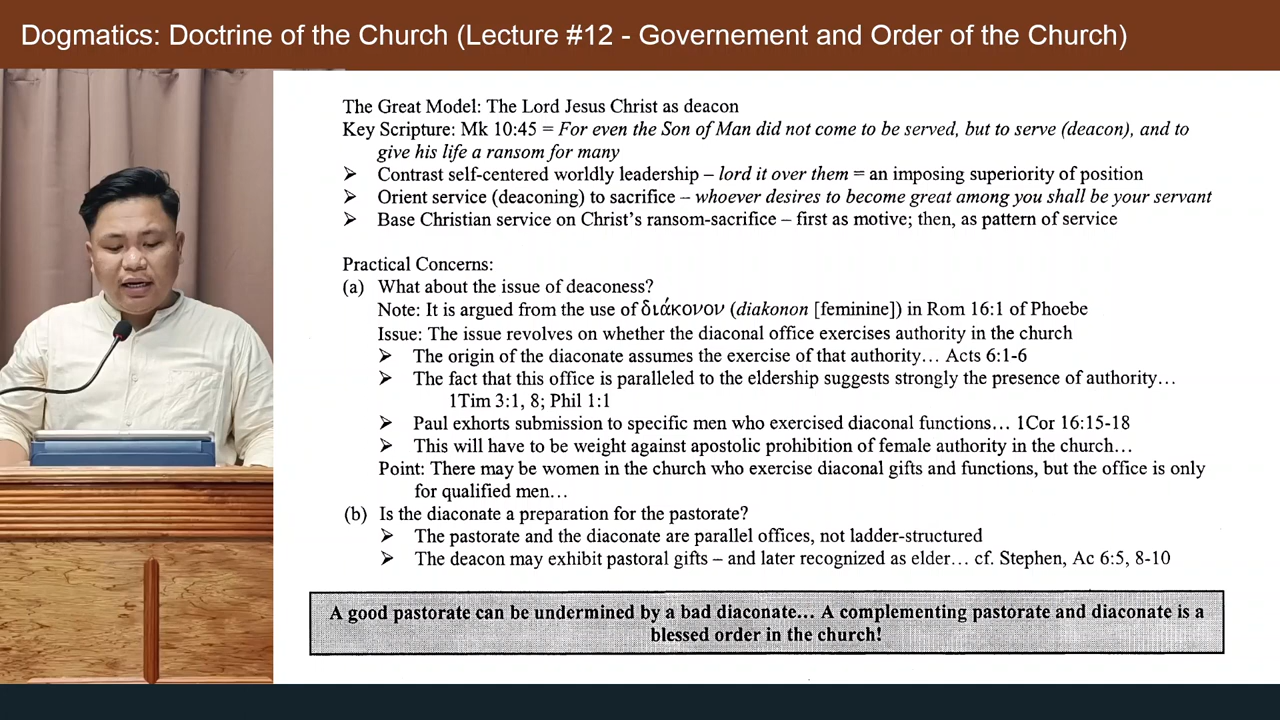 Dogmatics: Doctrine of the Church (Lecture #12 - Governement and Order of the Church)
The Great Model: The Lord Jesus Christ as deacon
Key Scripture: Mk 10:45 = For even the Son of Man did not come to be served, but to serve (deacon), and to
give his life a ransom for many
➤ Contrast self-centered worldly leadership – lord it over them = an imposing superiority of position
➤ Orient service (deaconing) to sacrifice – whoever desires to become great among you shall be your servant
➤ Base Christian service on Christ's ransom-sacrifice – first as motive; then, as pattern of service
Practical Concerns:
(a) What about the issue of deaconess?
Note: It is argued from the use of διάκονον (diakonon [feminine]) in Rom 16:1 of Phoebe
Issue: The issue revolves on whether the diaconal office exercises authority in the church
➤ The origin of the diaconate assumes the exercise of that authority… Acts 6:1-6
➤ The fact that this office is paralleled to the eldership suggests strongly the presence of authority…
1Tim 3:1, 8; Phil 1:1
➤ Paul exhorts submission to specific men who exercised diaconal functions… 1Cor 16:15-18
➤ This will have to be weight against apostolic prohibition of female authority in the church…
Point: There may be women in the church who exercise diaconal gifts and functions, but the office is only
for qualified men…
(b) Is the diaconate a preparation for the pastorate?
➤ The pastorate and the diaconate are parallel offices, not ladder-structured
➤ The deacon may exhibit pastoral gifts – and later recognized as elder… cf. Stephen, Ac 6:5, 8-10
A good pastorate can be undermined by a bad diaconate… A complementing pastorate and diaconate is a
blessed order in the church!